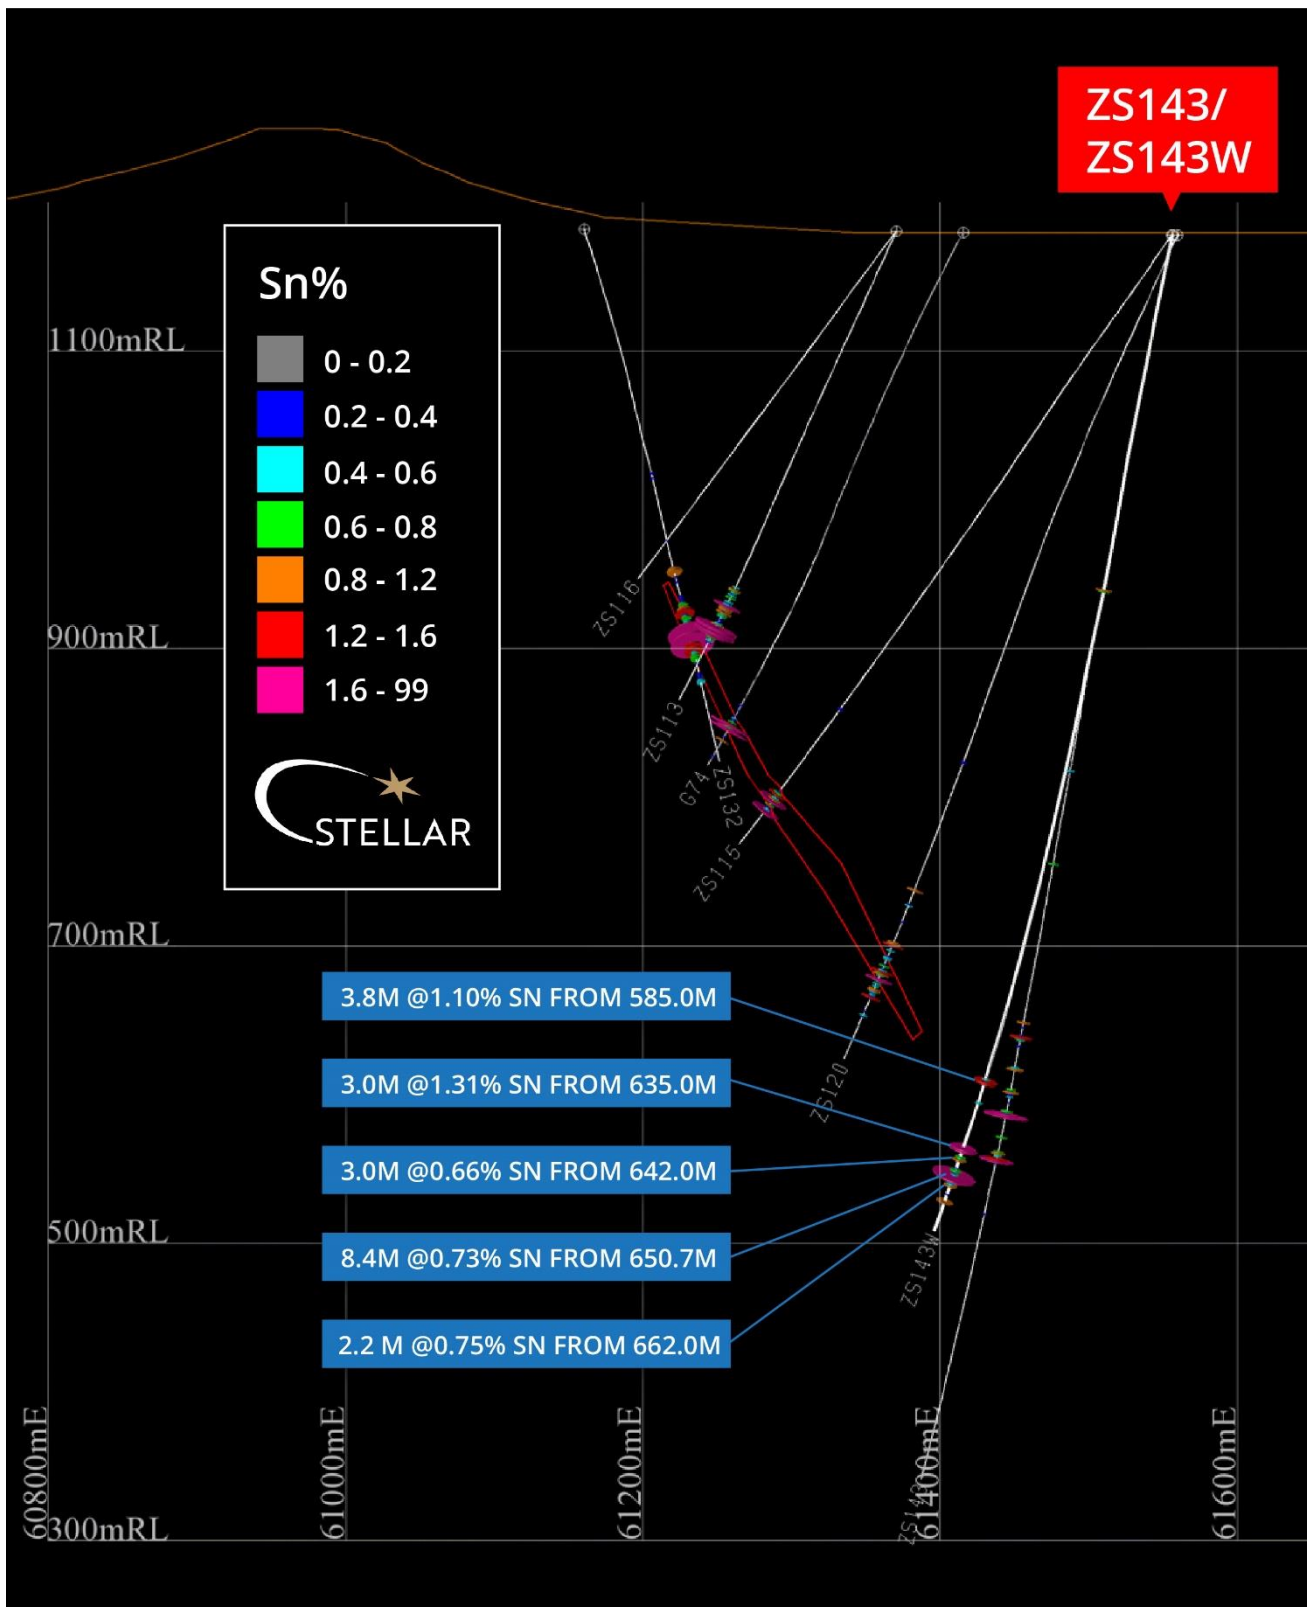 ZS143/
ZS143W
Sn%
0 - 0.2
0.2 - 0.4
0.4 - 0.6
0.6 - 0.8
0.8 - 1.2
1.2 - 1.6
1.6 - 99
STELLAR
1100mRL
900mRL
700mRL
500mRL
300mRL
ZS116
ZS113
G74
ZS132
ZS115
ZS120
ZS143W
3.8M @1.10% SN FROM 585.0M
3.0M @1.31% SN FROM 635.0M
3.0M @0.66% SN FROM 642.0M
8.4M @0.73% SN FROM 650.7M
2.2 M @0.75% SN FROM 662.0M
60800mE
61000mE
61200mE
61400mE
61600mE